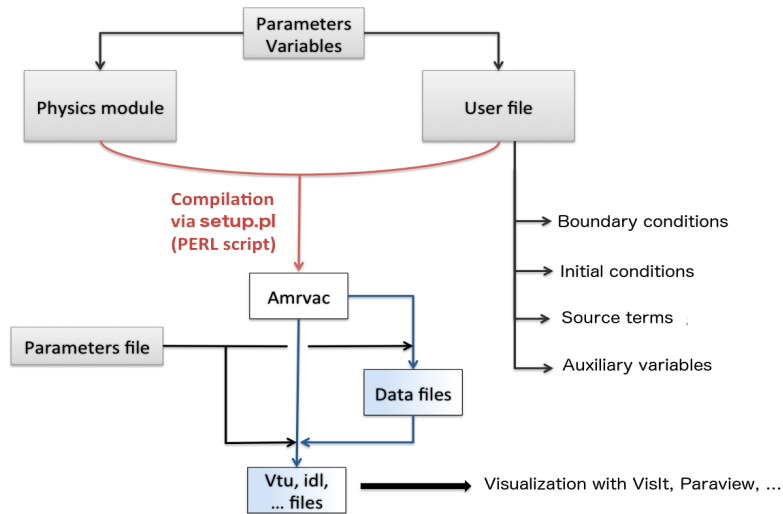 Parameters
Variables
Physics module
User file
Compilation
via setup.pl
(PERL script)
Boundary conditions
Initial conditions
Amrvac
Source terms
Parameters file
Auxiliary variables
Data files
Vtu, idl,
... files
Visualization with VisIt, Paraview, ...